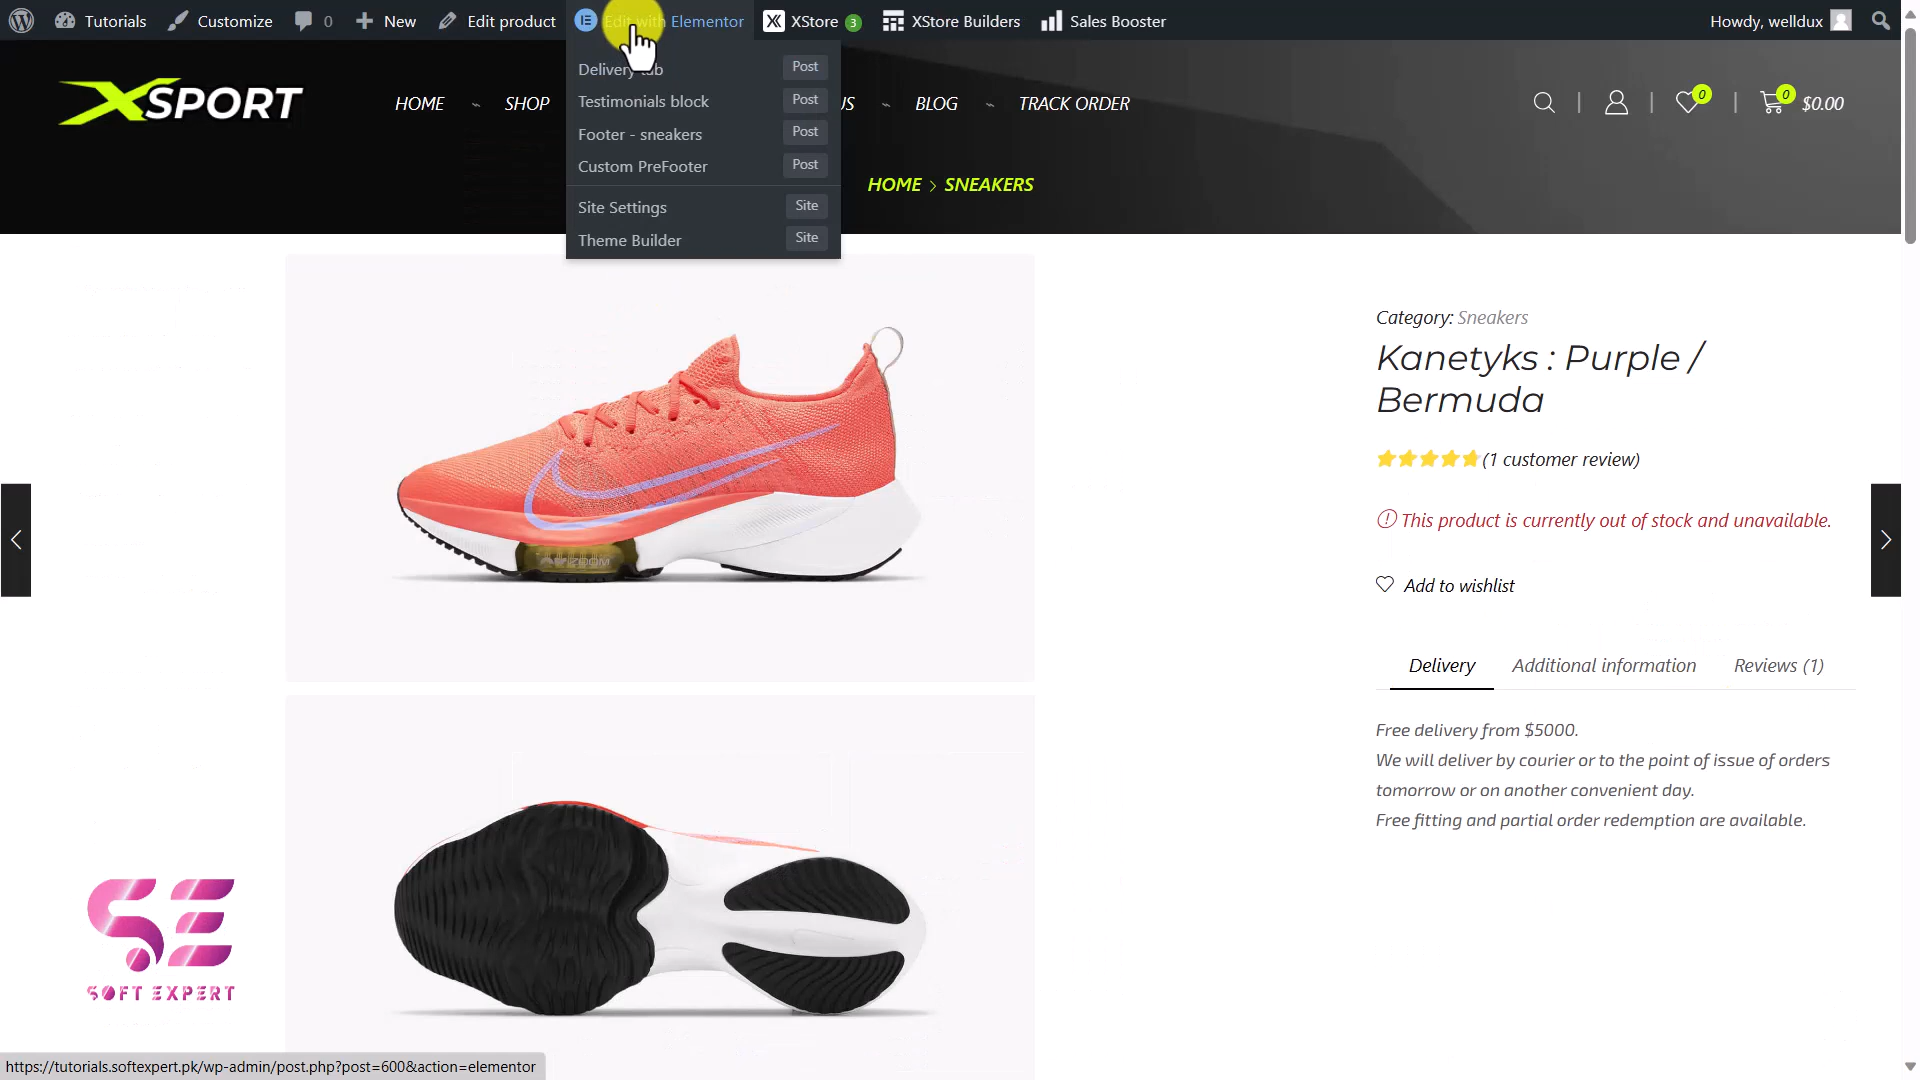 Tutorials Customize 0 New Edit product Edit with Elementor XStore 3 XStore Builders Sales Booster Howdy, welldux
Delivery tab Post
Testimonials block Post
Footer - sneakers Post
Custom PreFooter Post
Site Settings Site
Theme Builder Site
XSPORT HOME SHOP US BLOG TRACK ORDER 0 0 $0.00
HOME > SNEAKERS
Category: Sneakers
Kanetyks : Purple /
Bermuda
(1 customer review)
This product is currently out of stock and unavailable.
Add to wishlist
Delivery Additional information Reviews (1)
Free delivery from $5000.
We will deliver by courier or to the point of issue of orders
tomorrow or on another convenient day.
Free fitting and partial order redemption are available.
ZOOM
SE
SOFT EXPERT
https://tutorials.softexpert.pk/wp-admin/post.php?post=600&action=elementor